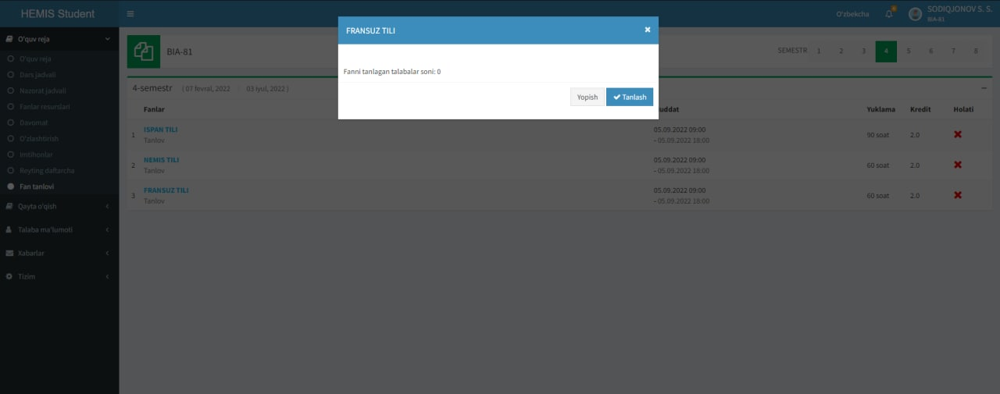 HEMIS Student
O'zbekcha
SODIQJONOV S. S.
BIA-81
O'quv reja
O'quv reja
Dars jadvali
Nazorat jadvali
Fanlar resurslari
Davomat
O'zlashtirish
Imtihonlar
Reyting daftarcha
Fan tanlovi
Qayta o'qish
Talaba ma'lumoti
Xabarlar
Tizim
BIA-81
SEMESTR 1 2 3 4 5 6 7 8
4-semestr ( 07 fevral, 2022 / 03 iyul, 2022 )
Fanlar uddat Yuklama Kredit Holati
1 ISPAN TILI 05.09.2022 09:00 90 soat 2.0
Tanlov - 05.09.2022 18:00
2 NEMIS TILI 05.09.2022 09:00 60 soat 2.0
Tanlov - 05.09.2022 18:00
3 FRANSUZ TILI 05.09.2022 09:00 60 soat 2.0
Tanlov - 05.09.2022 18:00
FRANSUZ TILI
Fanni tanlagan talabalar soni: 0
Yopish Tanlash